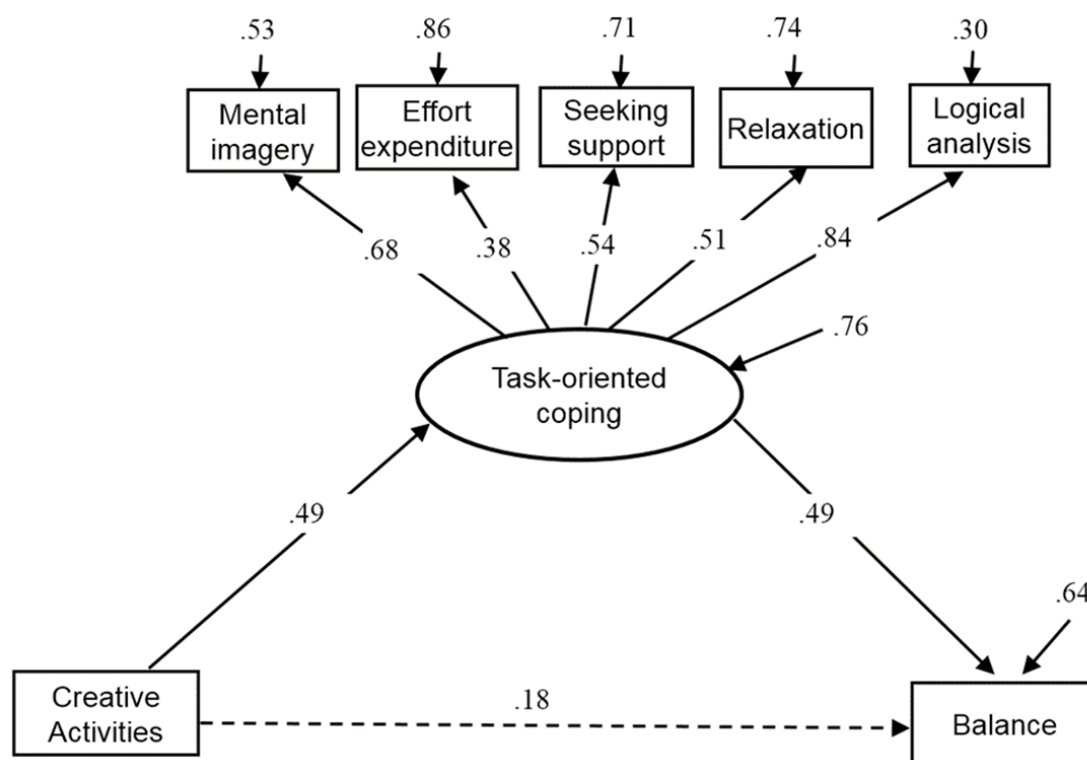 .53 .86 .71 .74 .30
Mental
imagery
Effort
expenditure
Seeking
support
Relaxation
Logical
analysis
.68 .38 .54 .51 .84
.76
Task-oriented
coping
.49 .49
.64
Creative
Activities
.18
Balance